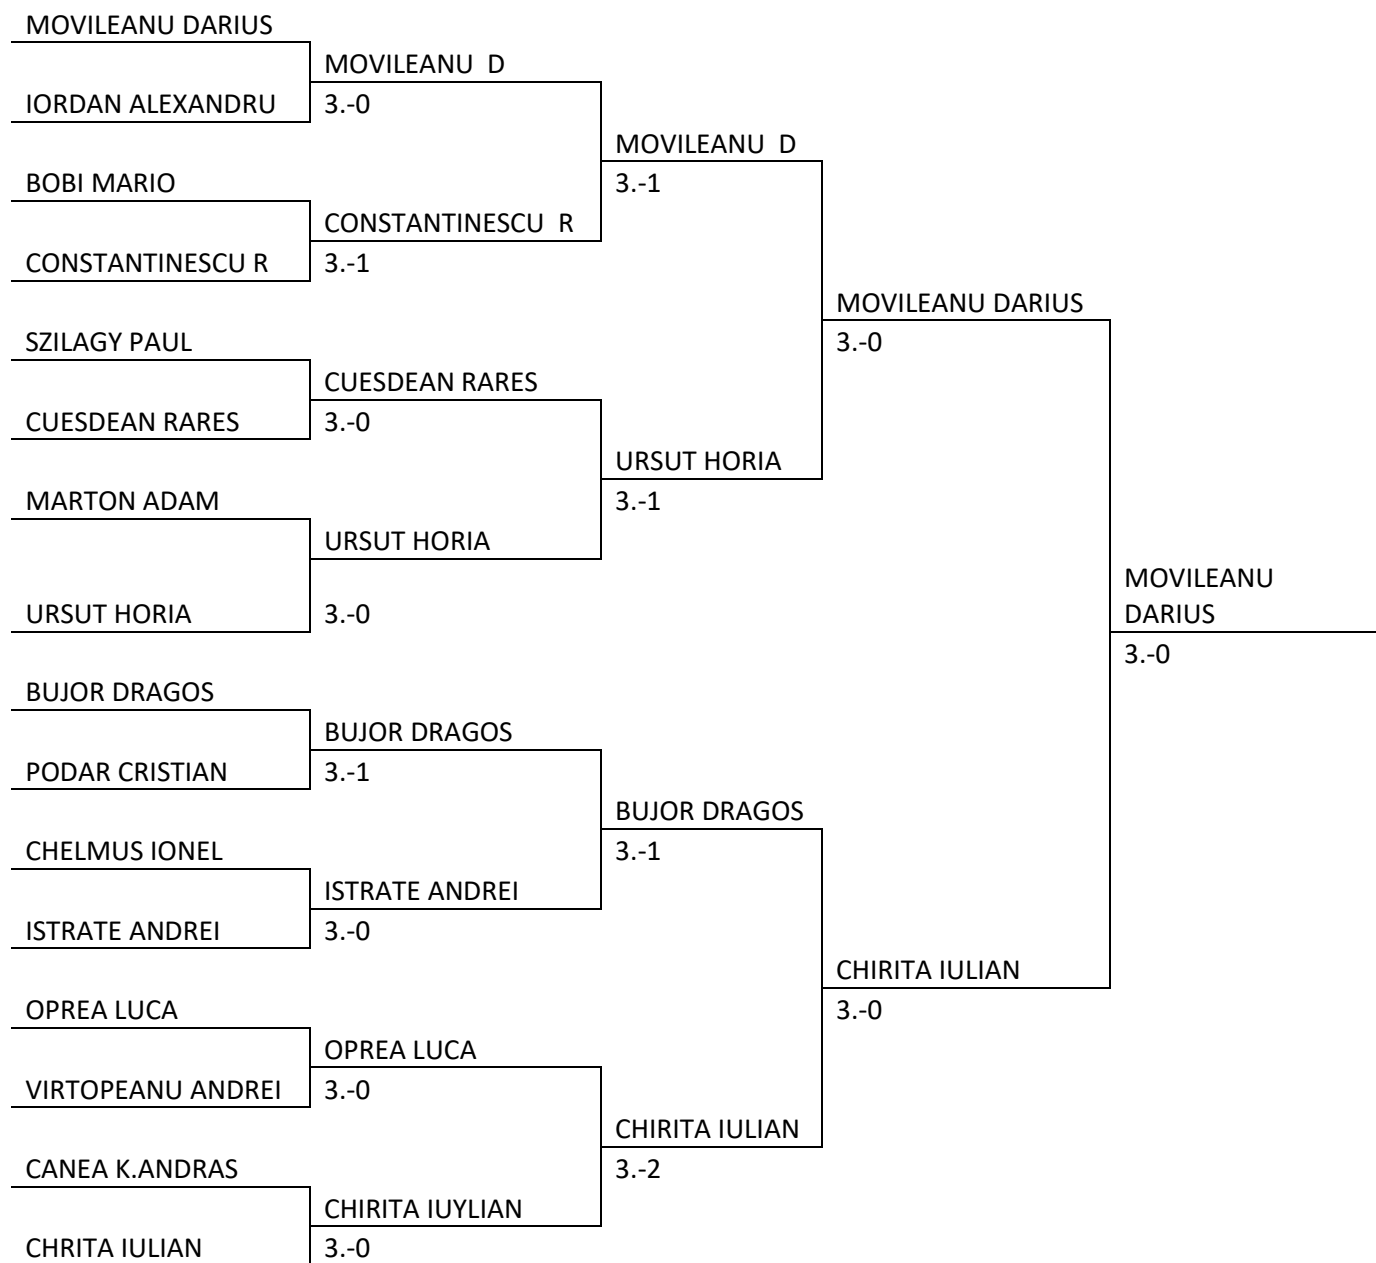 MOVILEANU DARIUS
MOVILEANU  D
IORDAN ALEXANDRU
3.-0
MOVILEANU  D
BOBI MARIO
3.-1
CONSTANTINESCU  R
CONSTANTINESCU R
3.-1
MOVILEANU DARIUS
SZILAGY PAUL
3.-0
CUESDEAN RARES
CUESDEAN RARES
3.-0
URSUT HORIA
MARTON ADAM
3.-1
URSUT HORIA
MOVILEANU
DARIUS
URSUT HORIA
3.-0
3.-0
BUJOR DRAGOS
BUJOR DRAGOS
PODAR CRISTIAN
3.-1
BUJOR DRAGOS
CHELMUS IONEL
3.-1
ISTRATE ANDREI
ISTRATE ANDREI
3.-0
CHIRITA IULIAN
OPREA LUCA
3.-0
OPREA LUCA
VIRTOPEANU ANDREI
3.-0
CHIRITA IULIAN
CANEA K.ANDRAS
3.-2
CHIRITA IUYLIAN
CHRITA IULIAN
3.-0